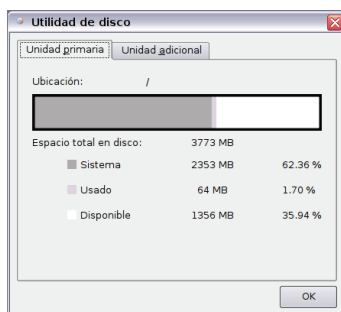 Utilidad de disco
Unidad primaria Unidad adicional
Ubicación: /
Espacio total en disco: 3773 MB
Sistema 2353 MB 62.36 %
Usado 64 MB 1.70 %
Disponible 1356 MB 35.94 %
OK